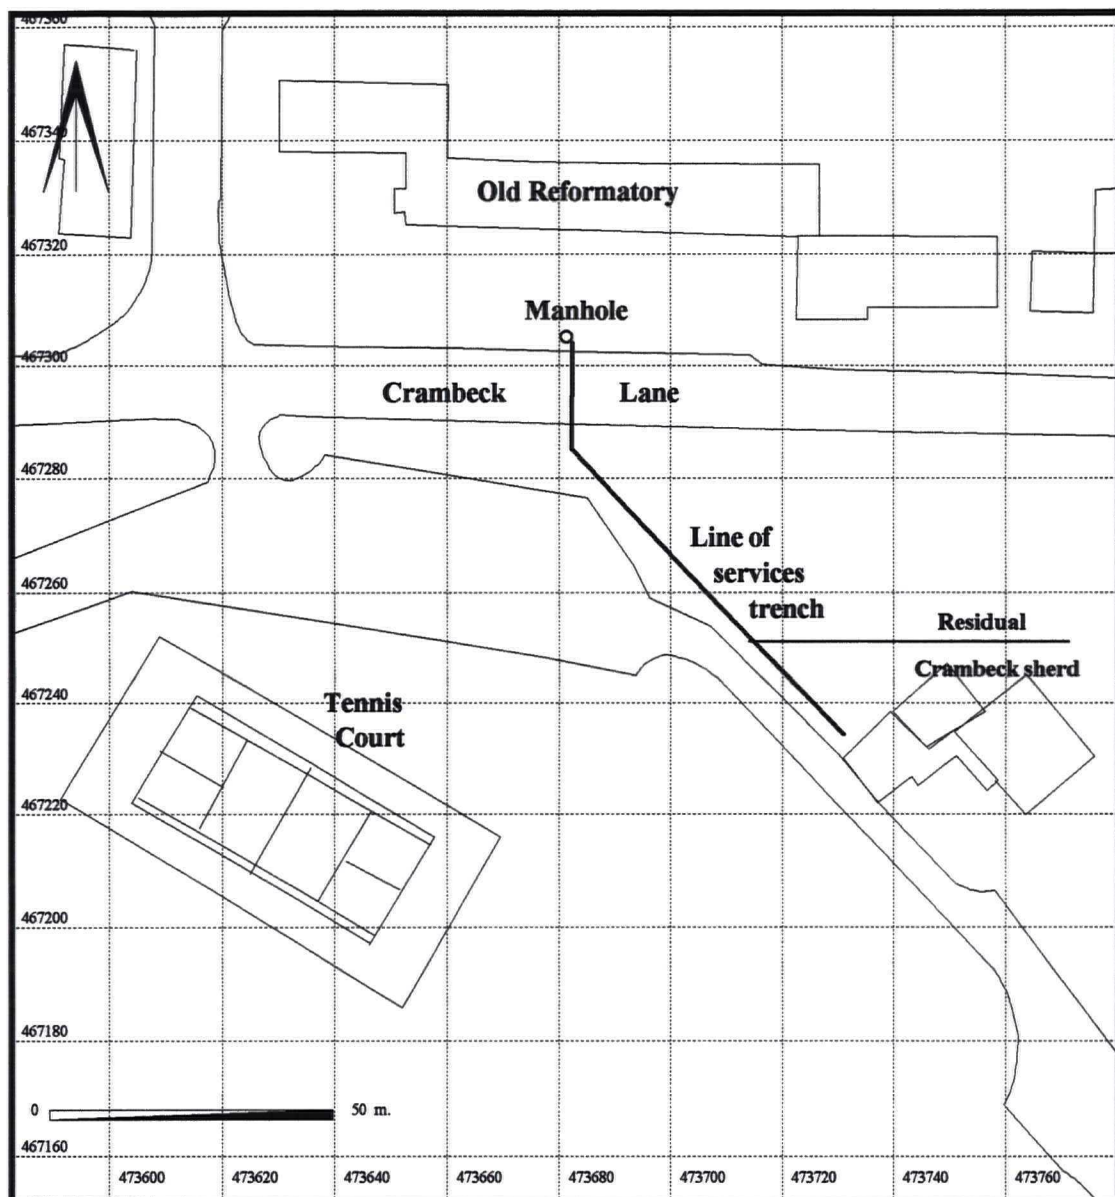 467360
467340
Old Reformatory
467320
Manhole
467300
Crambeck Lane
467280
Line of
services
trench
467260
Residual
Crambeck sherd
467240
Tennis
Court
467220
467200
467180
0 50 m.
467160
473600 473620 473640 473660 473680 473700 473720 473740 473760